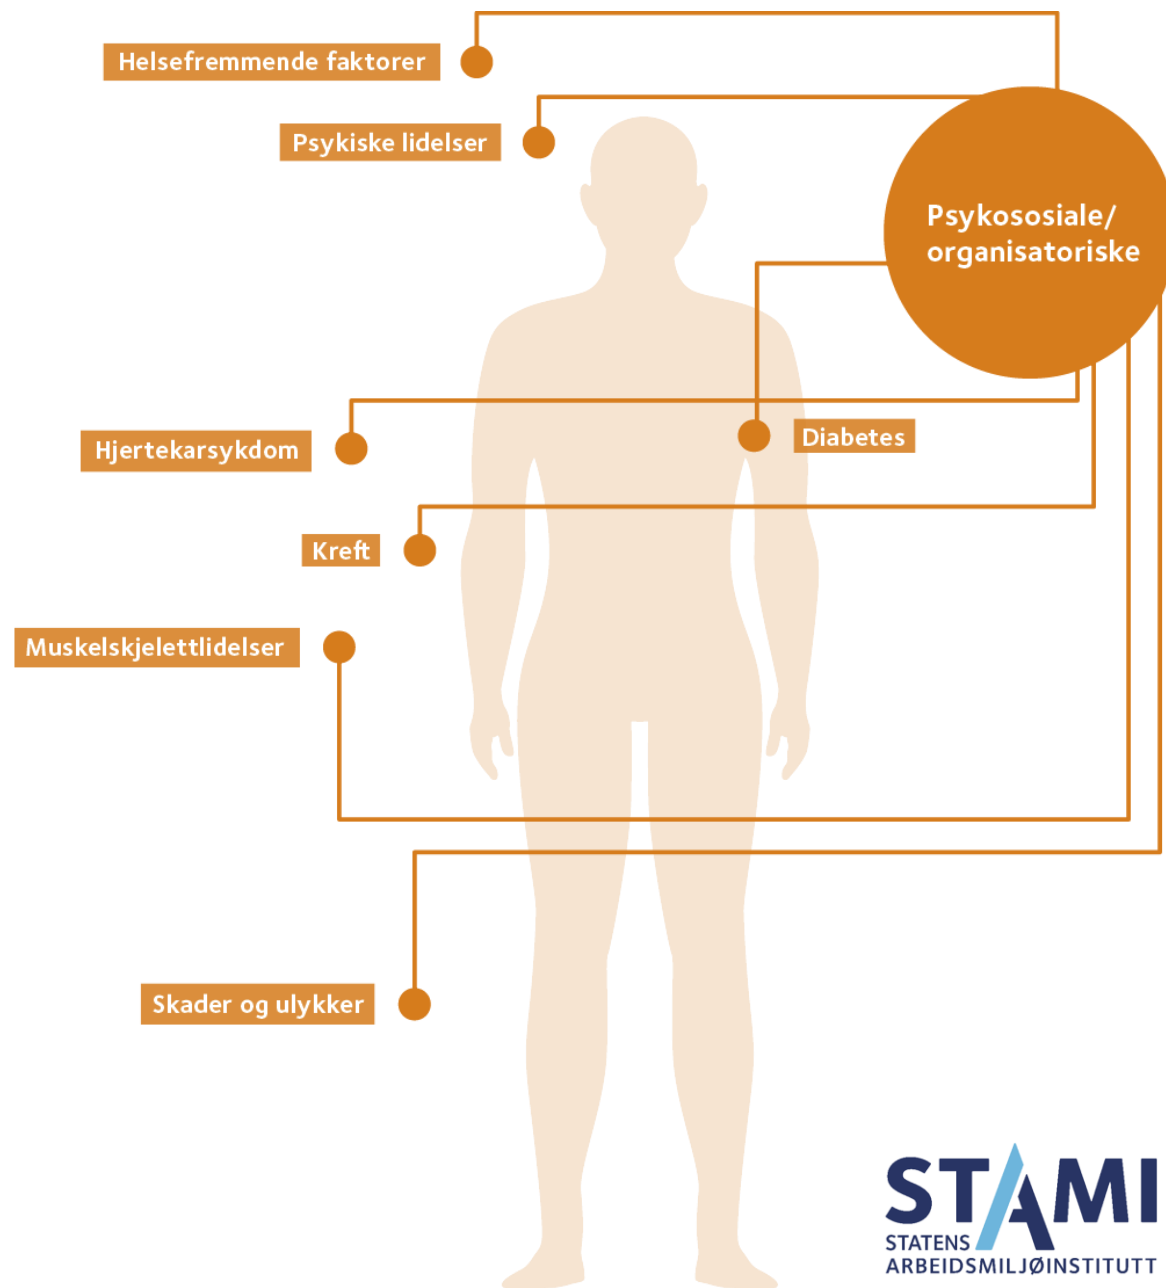 Helsefremmende faktorer
Psykiske lidelser
Psykososiale/
organisatoriske
Diabetes
Hjertekarsykdom
Kreft
Muskelskjelettlidelser
Skader og ulykker
STAMI
STATENS
ARBEIDSMILJØINSTITUTT